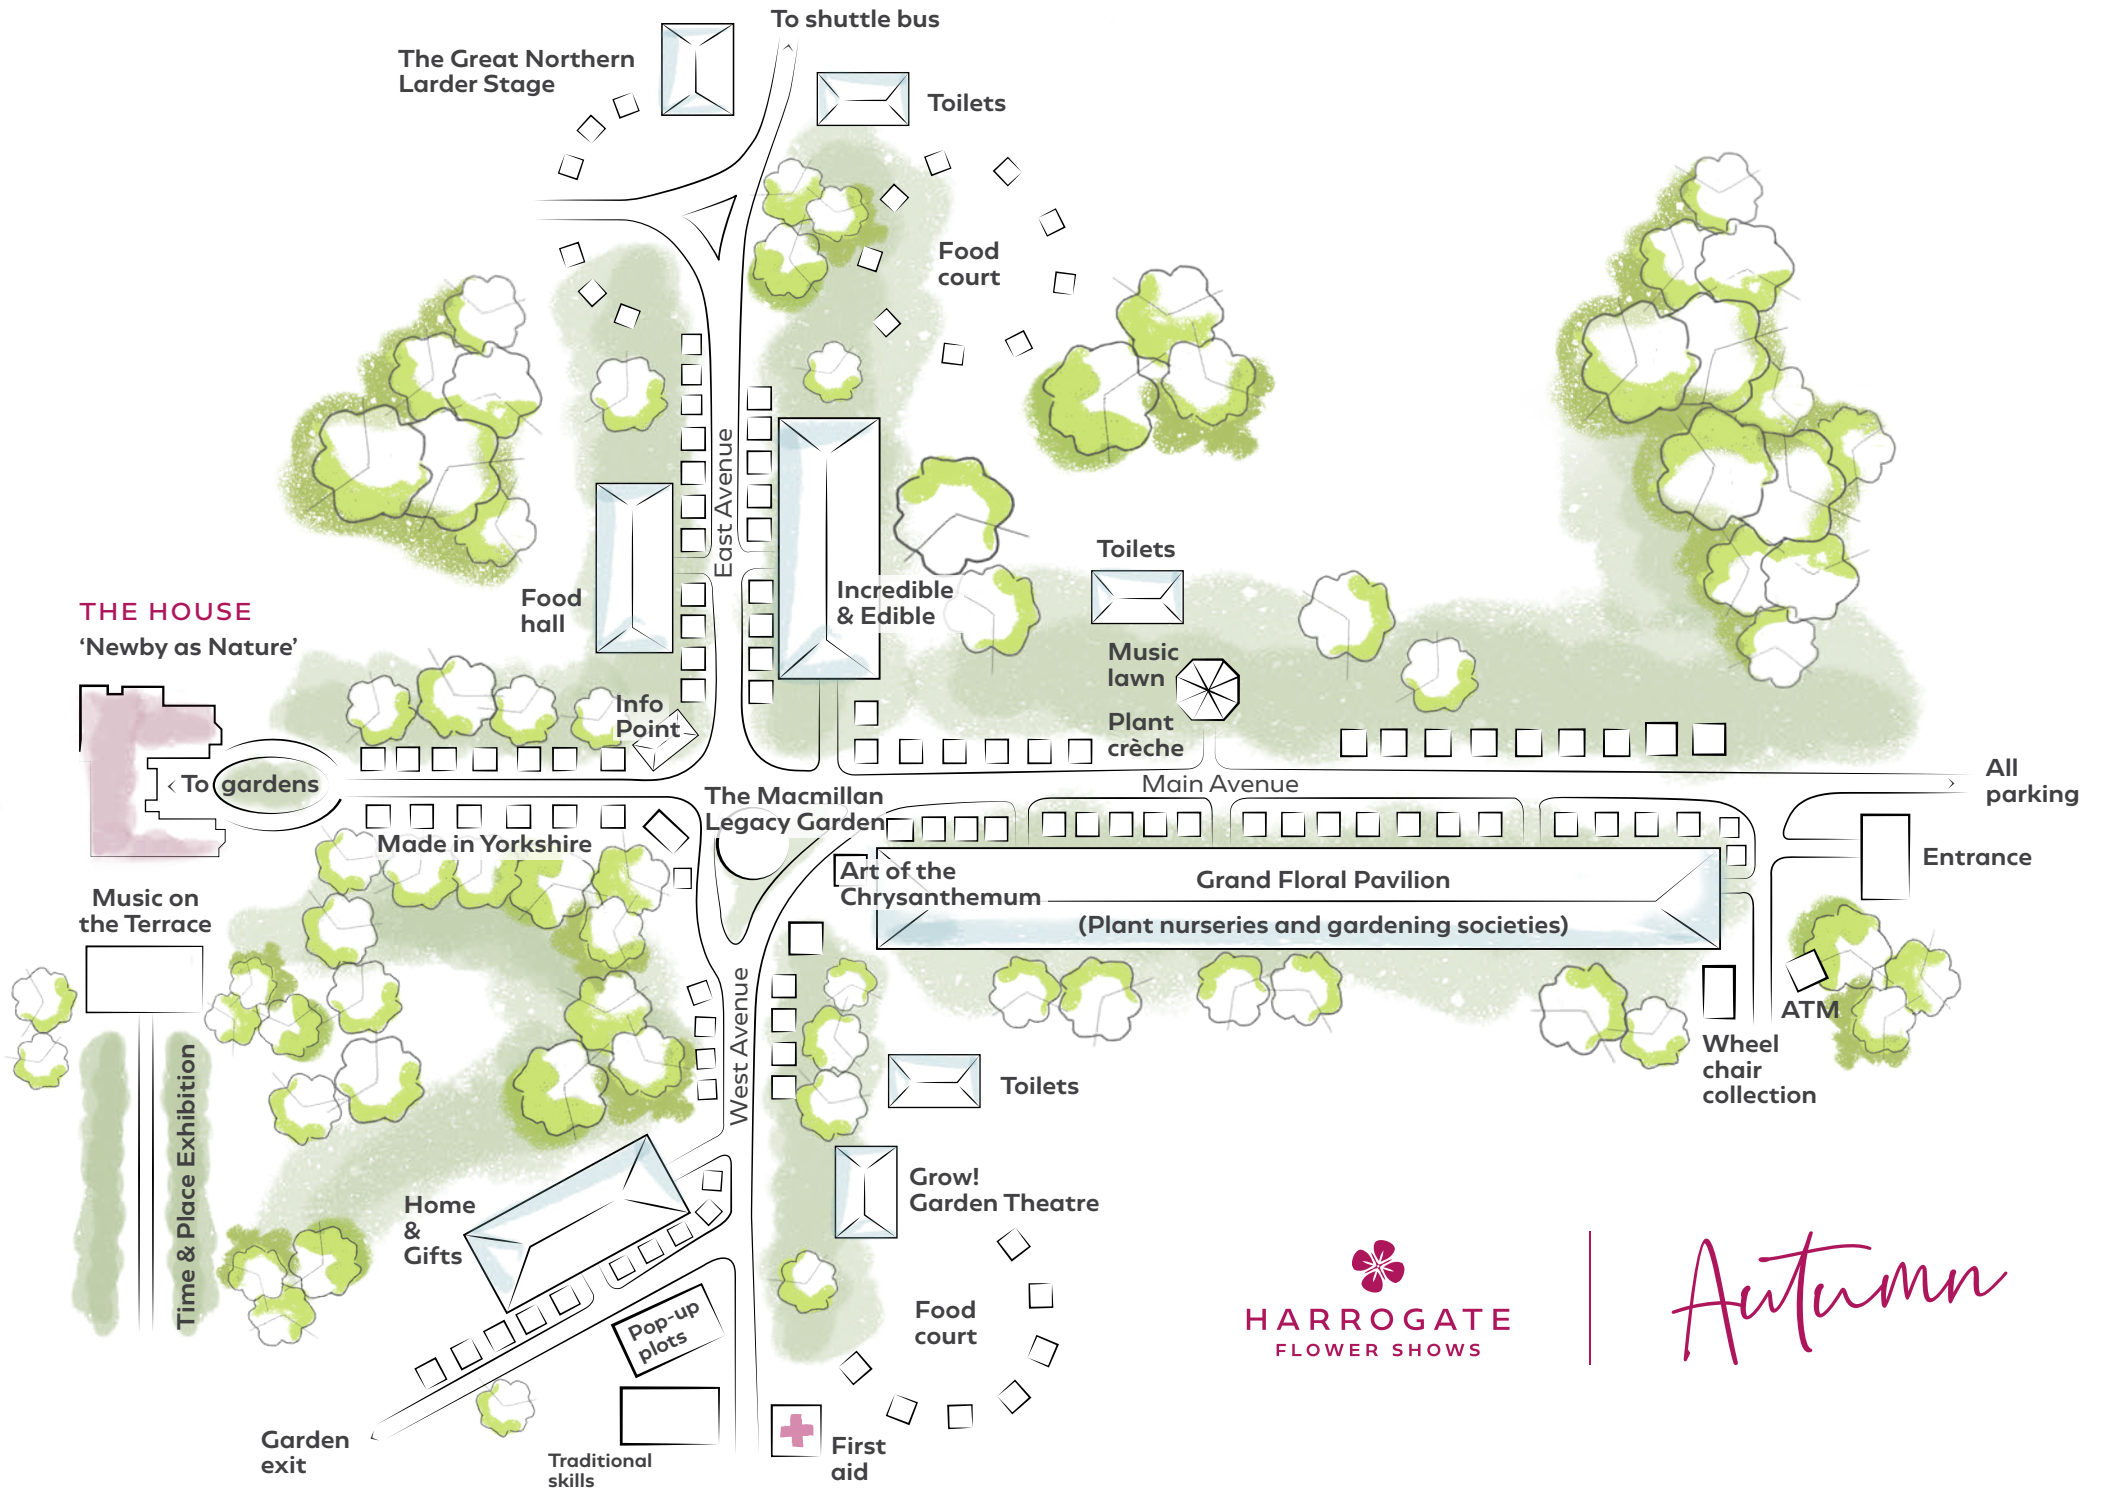 To shuttle bus
The Great Northern
Larder Stage
Toilets
Food
court
East Avenue
Toilets
Incredible
& Edible
Food
hall
THE HOUSE
‘Newby as Nature’
Music
lawn
Info
Point
Plant
crèche
To gardens
Main Avenue
All
parking
The Macmillan
Legacy Garden
Made in Yorkshire
Entrance
Art of the
Chrysanthemum
Grand Floral Pavilion
(Plant nurseries and gardening societies)
Music on
the Terrace
ATM
West Avenue
Wheel
chair
collection
Toilets
Time & Place Exhibition
Grow!
Garden Theatre
Home
&
Gifts
Food
court
Pop-up
plots
HARROGATE
FLOWER SHOWS
Autumn
Garden
exit
Traditional
skills
First
aid